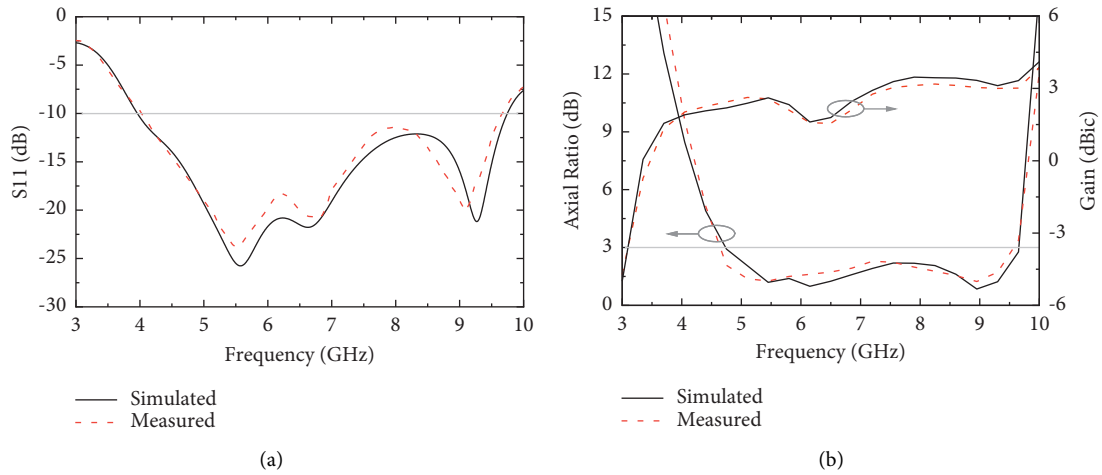 0
-5
-10
-15
-20
-25
-30
S11 (dB)
3 4 5 6 7 8 9 10
Frequency (GHz)
Simulated
Measured
(a)
15
12
9
6
3
0
Axial Ratio (dB)
6
3
0
-3
-6
Gain (dBic)
3 4 5 6 7 8 9 10
Frequency (GHz)
Simulated
Measured
(b)